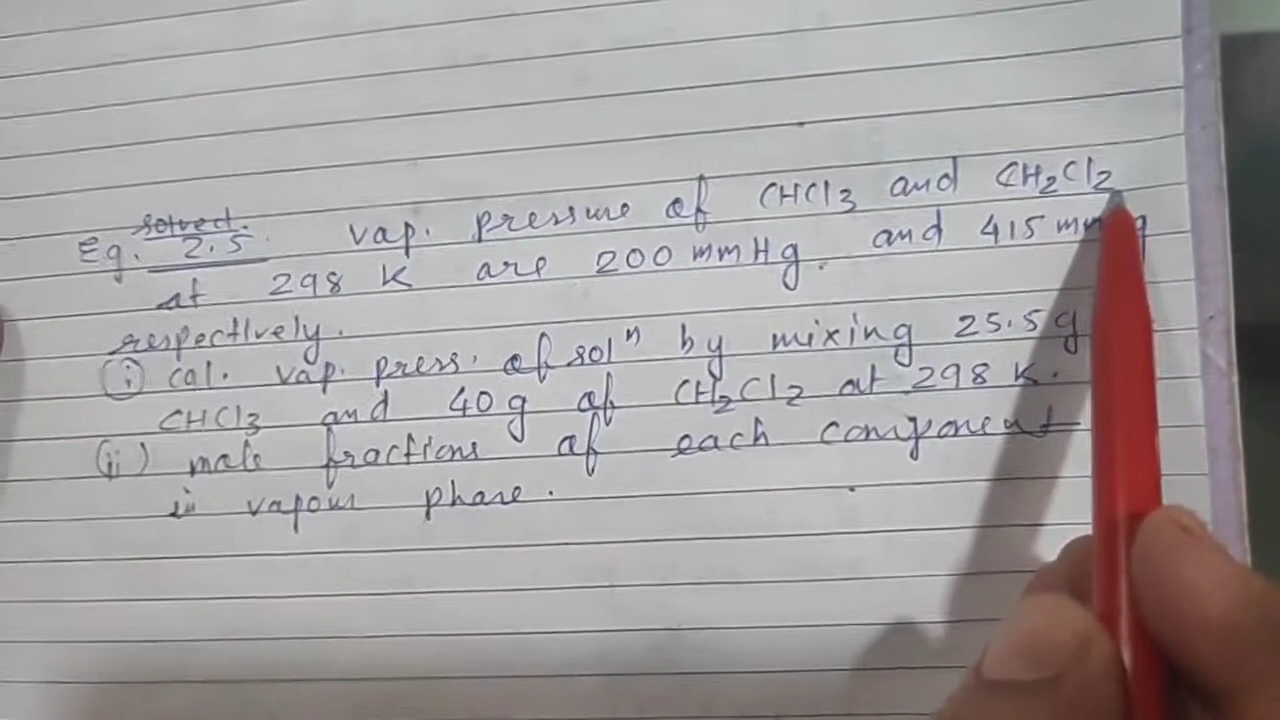 Eg. solved 2.5 vap. pressure of CHCl3 and CH2Cl2
at 298 K are 200 mmHg. and 415
respectively.
(i) cal. vap. press. of solⁿ by mixing 25.5 g
CHCl3 and 40 g of CH2Cl2 at 298 K.
(ii) mole fractions of each component
in vapour phase.